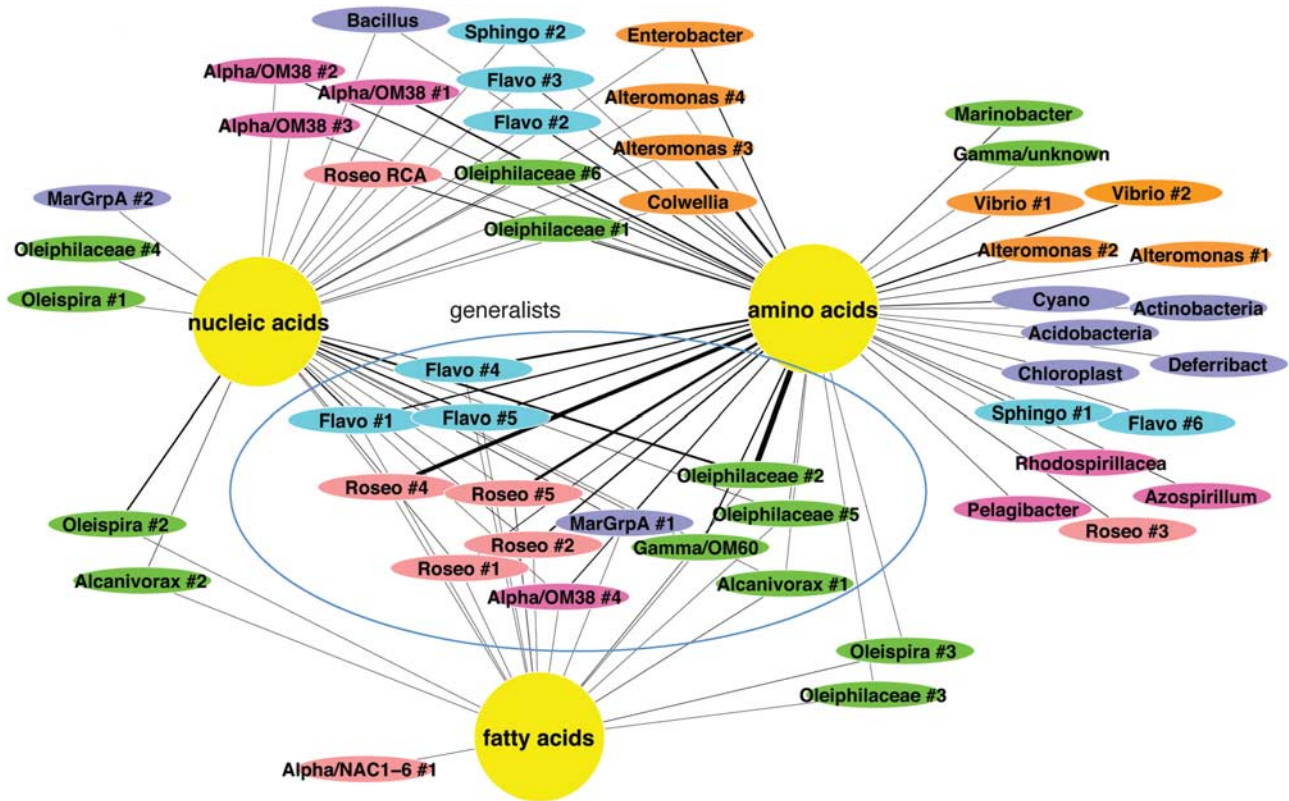 Bacillus
Sphingo #2
Enterobacter
Alpha/OM38 #2
Flavo #3
Alpha/OM38 #1
Alteromonas #4
Marinobacter
Alpha/OM38 #3
Flavo #2
Alteromonas #3
Gamma/unknown
Roseo RCA
Oleiphilaceae #6
MarGrpA #2
Colwellia
Vibrio #1
Vibrio #2
Oleiphilaceae #1
Oleiphilaceae #4
Alteromonas #2
Alteromonas #1
Oleispira #1
Cyano
Actinobacteria
nucleic acids
generalists
amino acids
Acidobacteria
Deferribact
Flavo #4
Chloroplast
Flavo #1
Flavo #5
Sphingo #1
Flavo #6
Oleiphilaceae #2
Rhodospirillacea
Roseo #4
Roseo #5
Azospirillum
Oleiphilaceae #5
Pelagibacter
Oleispira #2
MarGrpA #1
Roseo #3
Roseo #2
Gamma/OM60
Roseo #1
Alcanivorax #2
Alcanivorax #1
Alpha/OM38 #4
Oleispira #3
Oleiphilaceae #3
fatty acids
Alpha/NAC1-6 #1